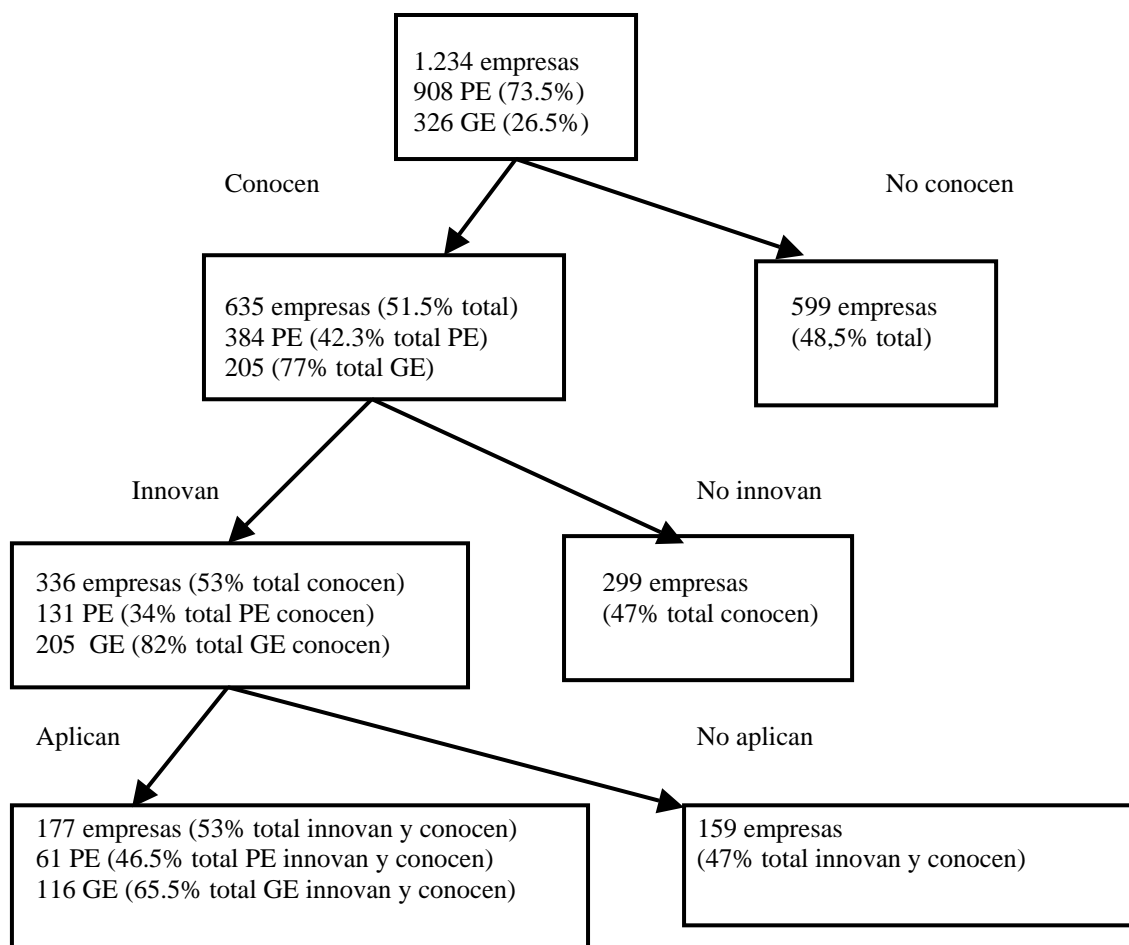 1.234 empresas
908 PE (73.5%)
326 GE (26.5%)
Conocen
No conocen
635 empresas (51.5% total)
384 PE (42.3% total PE)
205 (77% total GE)
599 empresas
(48,5% total)
Innovan
No innovan
336 empresas (53% total conocen)
131 PE (34% total PE conocen)
205 GE (82% total GE conocen)
299 empresas
(47% total conocen)
Aplican
No aplican
177 empresas (53% total innovan y conocen)
61 PE (46.5% total PE innovan y conocen)
116 GE (65.5% total GE innovan y conocen)
159 empresas
(47% total innovan y conocen)